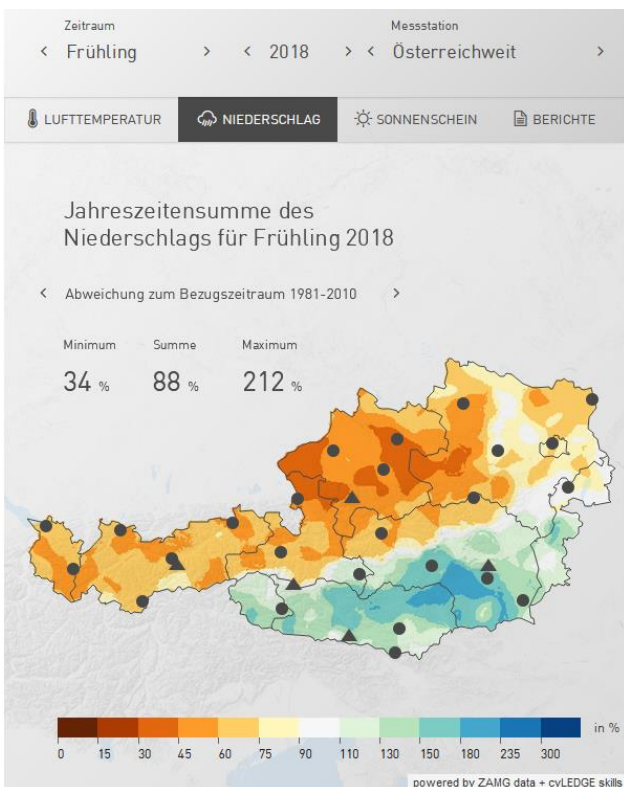 Zeitraum
Messstation
< Frühling > < 2018 > < Österreichweit >
LUFTTEMPERATUR NIEDERSCHLAG SONNENSCHEIN BERICHTE
Jahreszeitensumme des
Niederschlags für Frühling 2018
< Abweichung zum Bezugszeitraum 1981-2010 >
Minimum Summe Maximum
34 % 88 % 212 %
in %
0 15 30 45 60 75 90 110 130 150 180 235 300
powered by ZAMG data + cyLEDGE skills